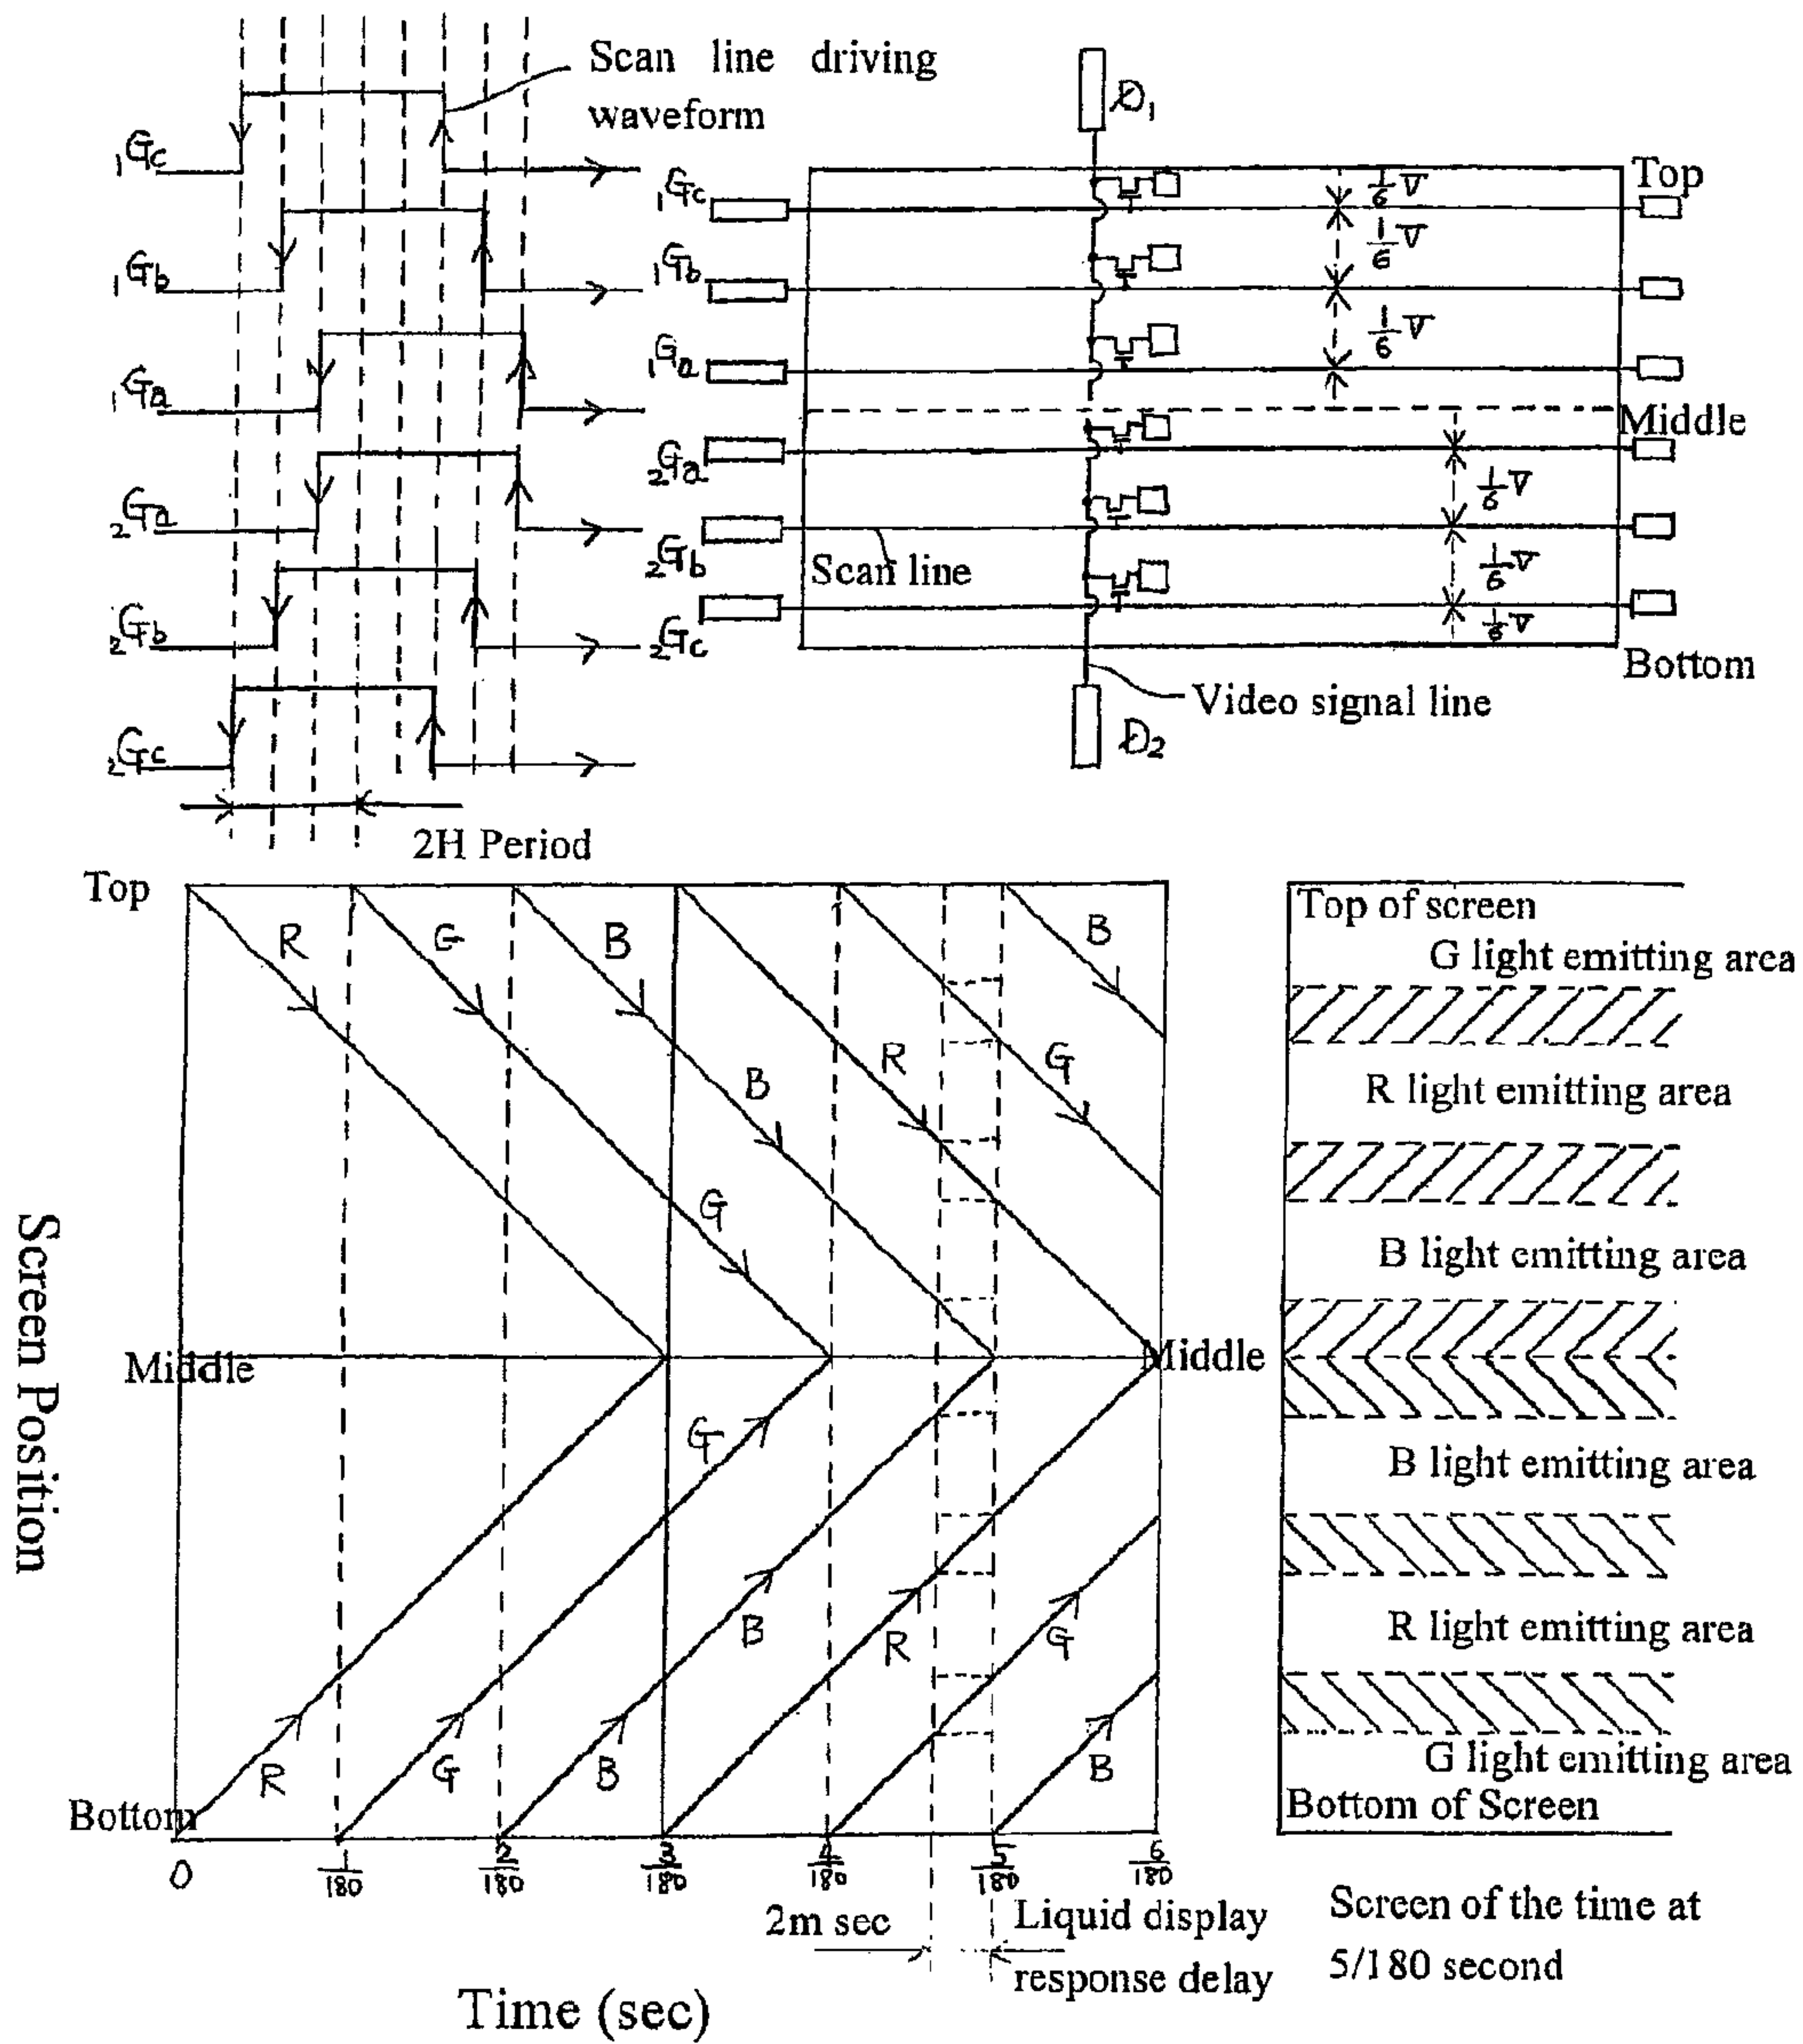 Scan line driving
waveform
₁Gc
₁Gb
₁Ga
₂Ga
₂Gb
₂Gc
2H Period
D₁
₁Gc
₁Gb
₁Ga
₂Ga
₂Gb
₂Gc
Top
1/6 V
1/6 V
1/6 V
Middle
1/6 V
1/6 V
1/6 V
Bottom
Scan line
Video signal line
D₂
Top
R
G
B
B
R
G
B
G
Middle
Middle
G
B
R
G
R
G
B
B
Bottom
Screen Position
0
1/180
2/180
3/180
4/180
5/180
6/180
2m sec
Liquid display
response delay
Time (sec)
Top of screen
G light emitting area
R light emitting area
B light emitting area
B light emitting area
R light emitting area
G light emitting area
Bottom of Screen
Screen of the time at
5/180 second